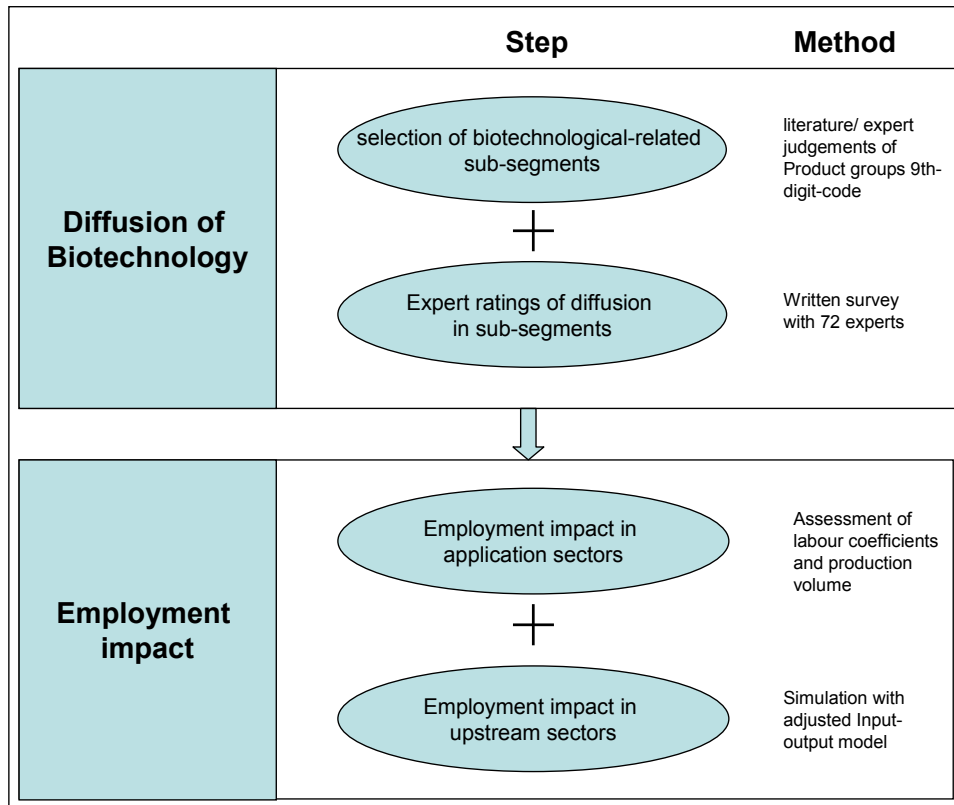 Step
Method
Diffusion of
Biotechnology
selection of biotechnological-related
sub-segments
literature/ expert
judgements of
Product groups 9th-
digit-code
Expert ratings of diffusion
in sub-segments
Written survey
with 72 experts
Employment
impact
Employment impact in
application sectors
Assessment of
labour coefficients
and production
volume
Employment impact in
upstream sectors
Simulation with
adjusted Input-
output model